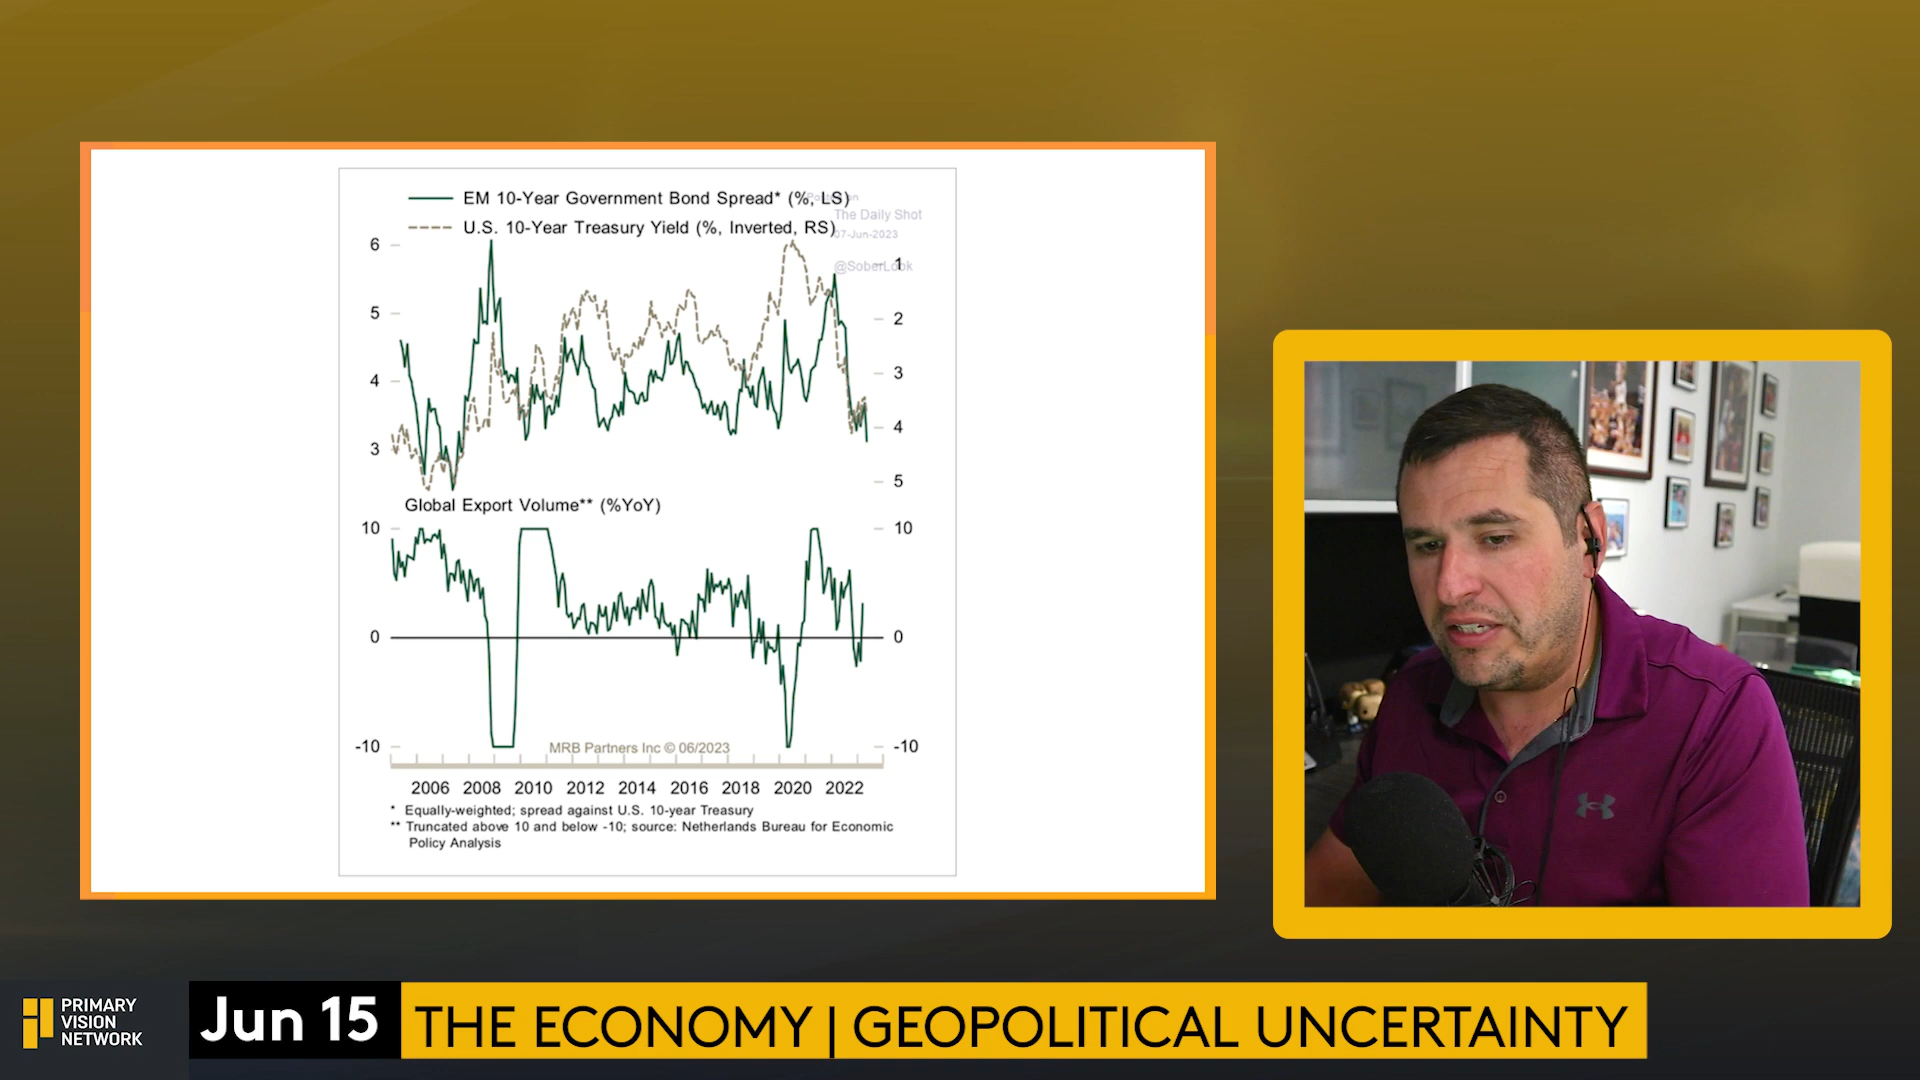 EM 10-Year Government Bond Spread* (%, LS)
U.S. 10-Year Treasury Yield (%, Inverted, RS)
Posted on
The Daily Shot
07-Jun-2023
@SoberLook
6
5
4
3
1
2
3
4
5
Global Export Volume** (%YoY)
10
0
-10
10
0
-10
MRB Partners Inc © 06/2023
2006 2008 2010 2012 2014 2016 2018 2020 2022
* Equally-weighted; spread against U.S. 10-year Treasury
** Truncated above 10 and below -10; source: Netherlands Bureau for Economic
Policy Analysis
PRIMARY
VISION
NETWORK
Jun 15
THE ECONOMY | GEOPOLITICAL UNCERTAINTY